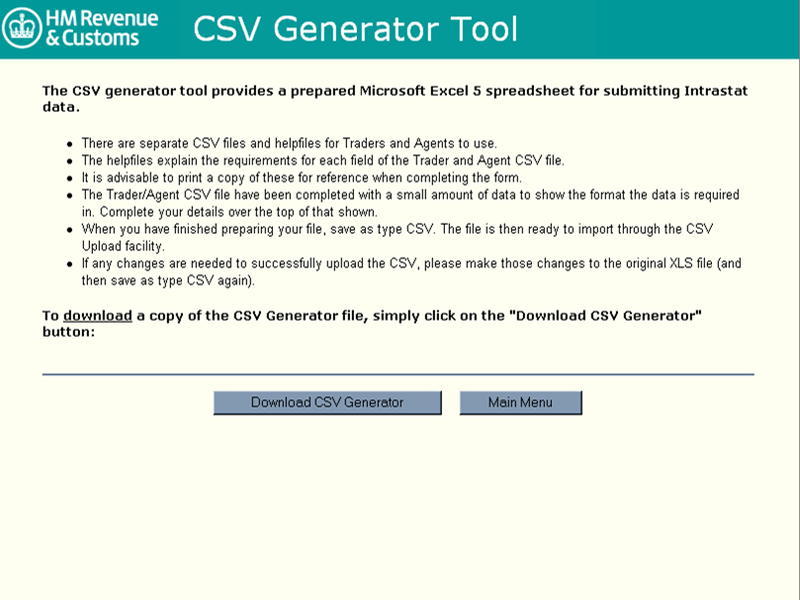 HM Revenue
& Customs
CSV Generator Tool
The CSV generator tool provides a prepared Microsoft Excel 5 spreadsheet for submitting Intrastat
data.
• There are separate CSV files and helpfiles for Traders and Agents to use.
• The helpfiles explain the requirements for each field of the Trader and Agent CSV file.
• It is advisable to print a copy of these for reference when completing the form.
• The Trader/Agent CSV file have been completed with a small amount of data to show the format the data is required
in. Complete your details over the top of that shown.
• When you have finished preparing your file, save as type CSV. The file is then ready to import through the CSV
Upload facility.
• If any changes are needed to successfully upload the CSV, please make those changes to the original XLS file (and
then save as type CSV again).
To download a copy of the CSV Generator file, simply click on the "Download CSV Generator"
button:
Download CSV Generator
Main Menu